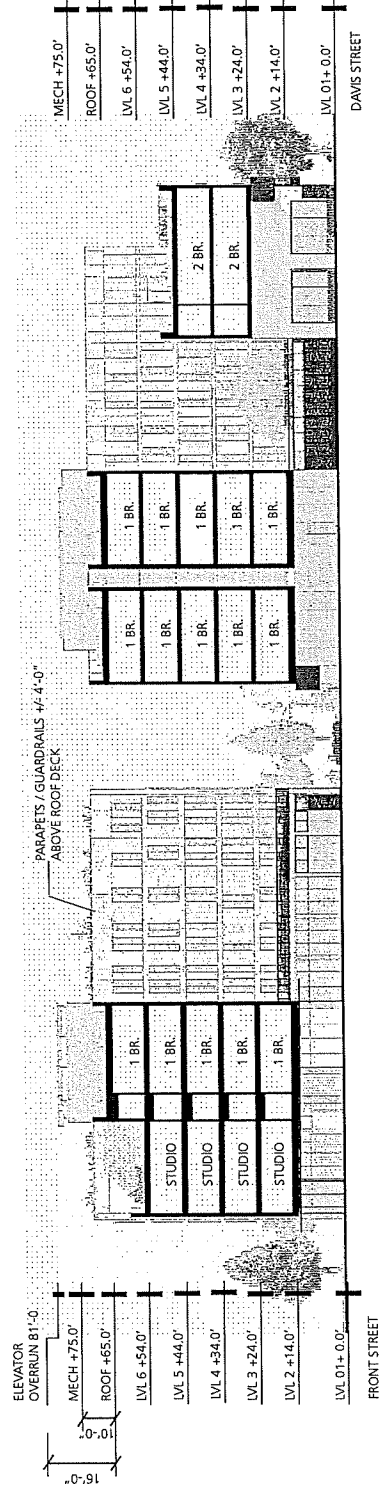 ELEVATOR
OVERRUN 81'-0
MECH +75.0'
ROOF +65.0'
LVL 6 +54.0'
LVL 5 +44.0'
LVL 4 +34.0'
LVL 3 +24.0'
LVL 2 +14.0'
LVL 01+ 0.0'
FRONT STREET
16'-0"
10'-0"
STUDIO
STUDIO
STUDIO
STUDIO
1 BR.
1 BR.
1 BR.
1 BR.
1 BR.
PARAPETS / GUARDRAILS +/- 4'-0"
ABOVE ROOF DECK
1 BR.
1 BR.
1 BR.
1 BR.
1 BR.
1 BR.
1 BR.
1 BR.
1 BR.
1 BR.
2 BR.
2 BR.
MECH +75.0'
ROOF +65.0'
LVL 6 +54.0'
LVL 5 +44.0'
LVL 4 +34.0'
LVL 3 +24.0'
LVL 2 +14.0'
LVL 01+ 0.0'
DAVIS STREET